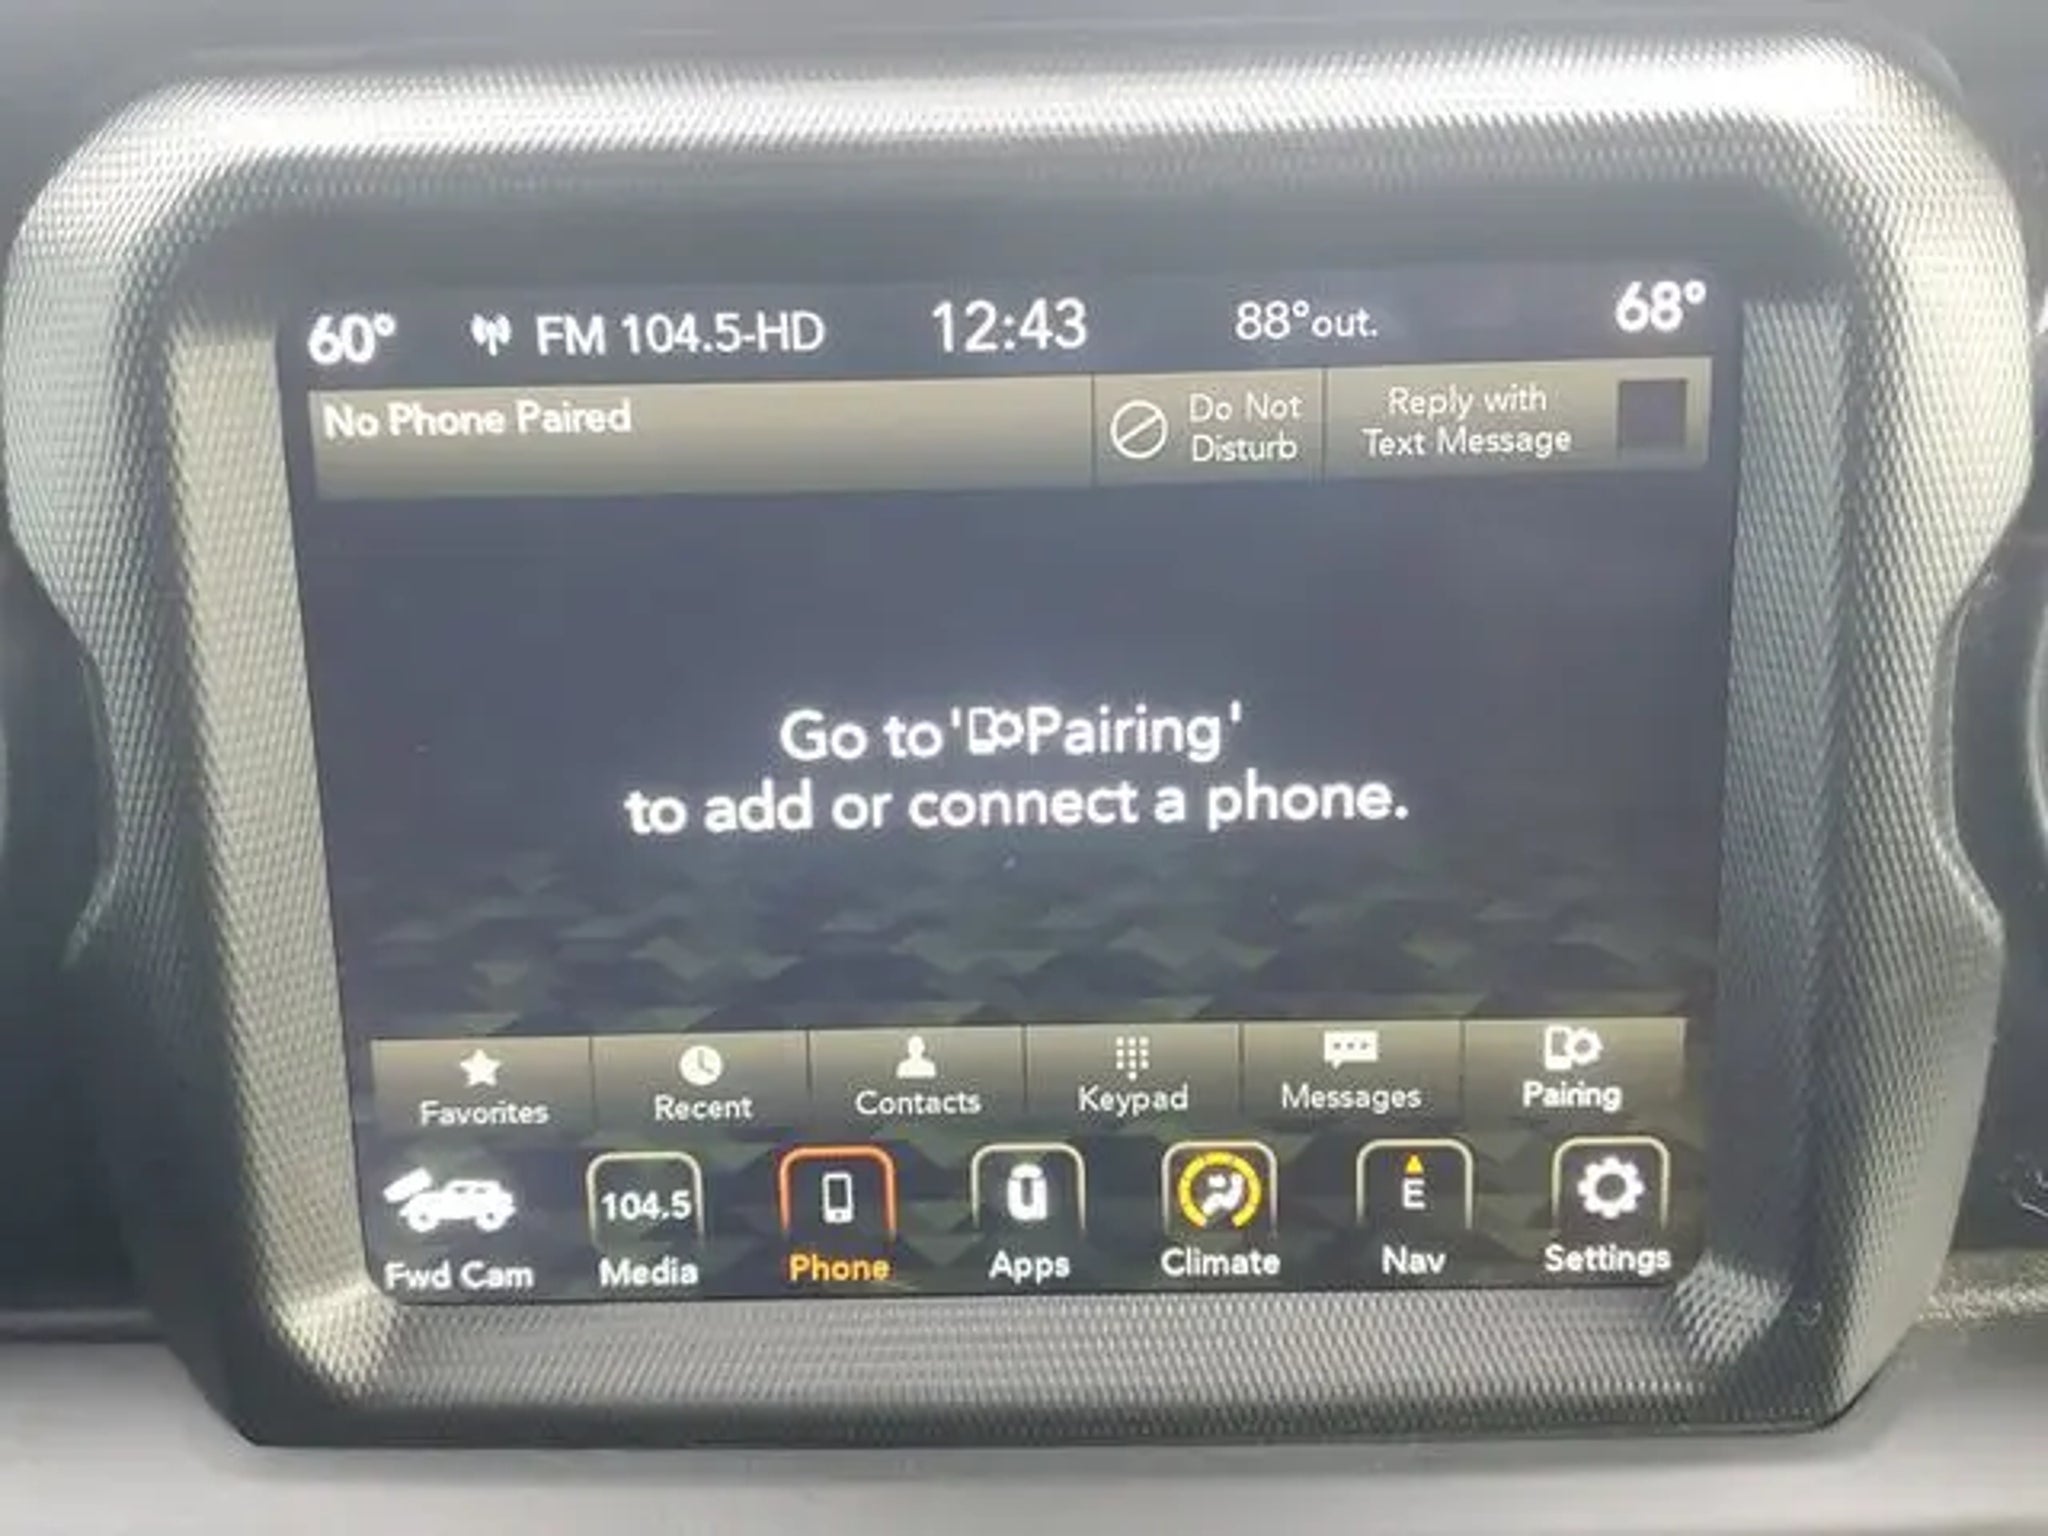 60° FM 104.5-HD 12:43 88°out. 68°
No Phone Paired
Do Not
Disturb
Reply with
Text Message
Go to 'Pairing'
to add or connect a phone.
Favorites Recent Contacts Keypad Messages Pairing
104.5 E
Fwd Cam Media Phone Apps Climate Nav Settings